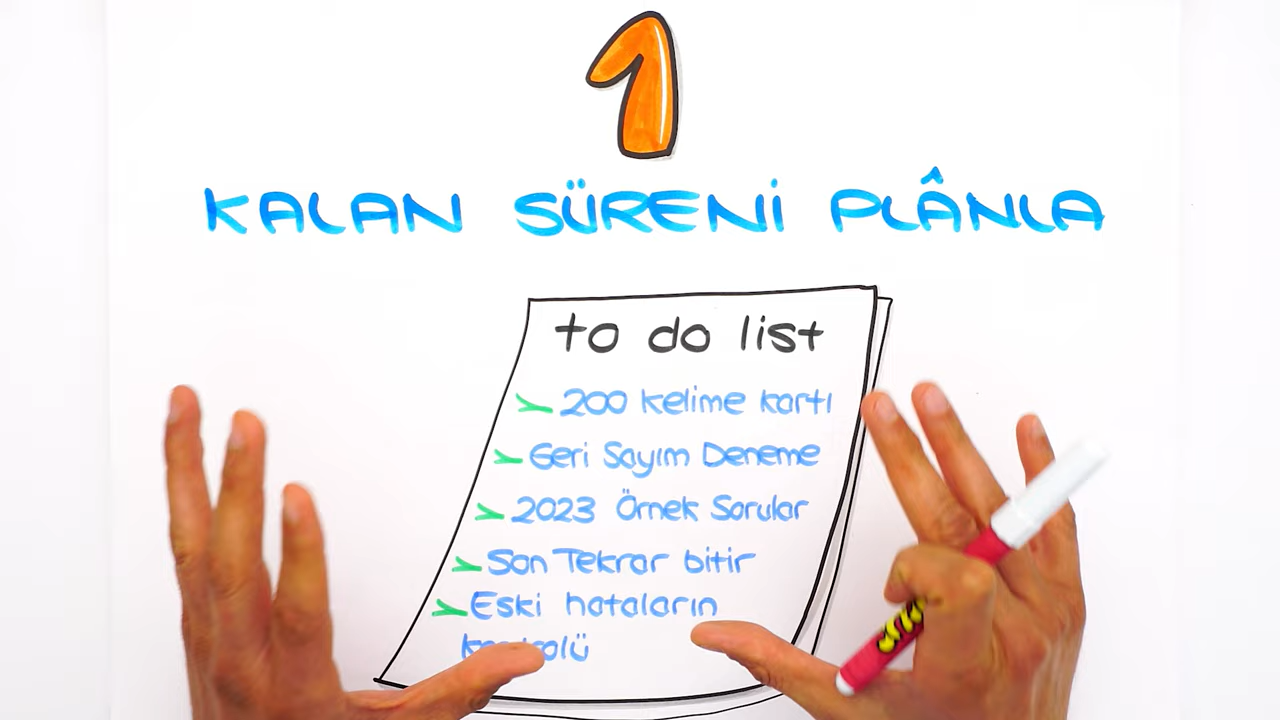 1
KALAN SÜRENİ PLÂNLA
to do list
200 kelime kartı
Geri Sayım Deneme
2023 Örnek Sorular
Son Tekrar bitir
Eski hataların